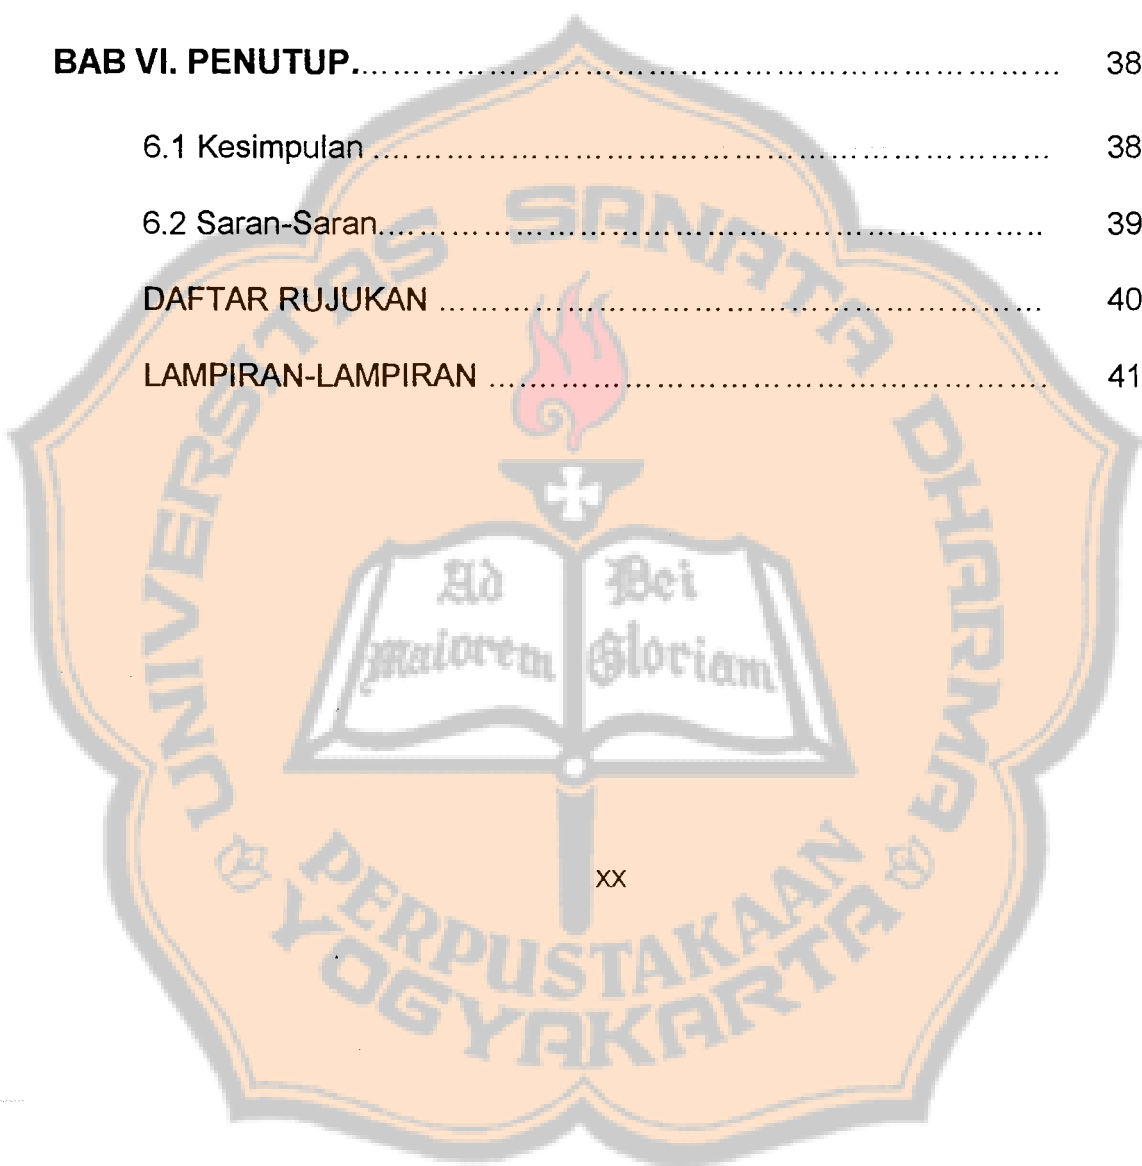 BAB VI. PENUTUP.................................................................. 38
6.1 Kesimpulan ............................................................... 38
6.2 Saran-Saran............................................................... 39
DAFTAR RUJUKAN ......................................................... 40
LAMPIRAN-LAMPIRAN .................................................... 41
UNIVERSITAS SANATA DHARMA
Ad Dei
Maiorem Gloriam
xx
PERPUSTAKAAN
YOGYAKARTA